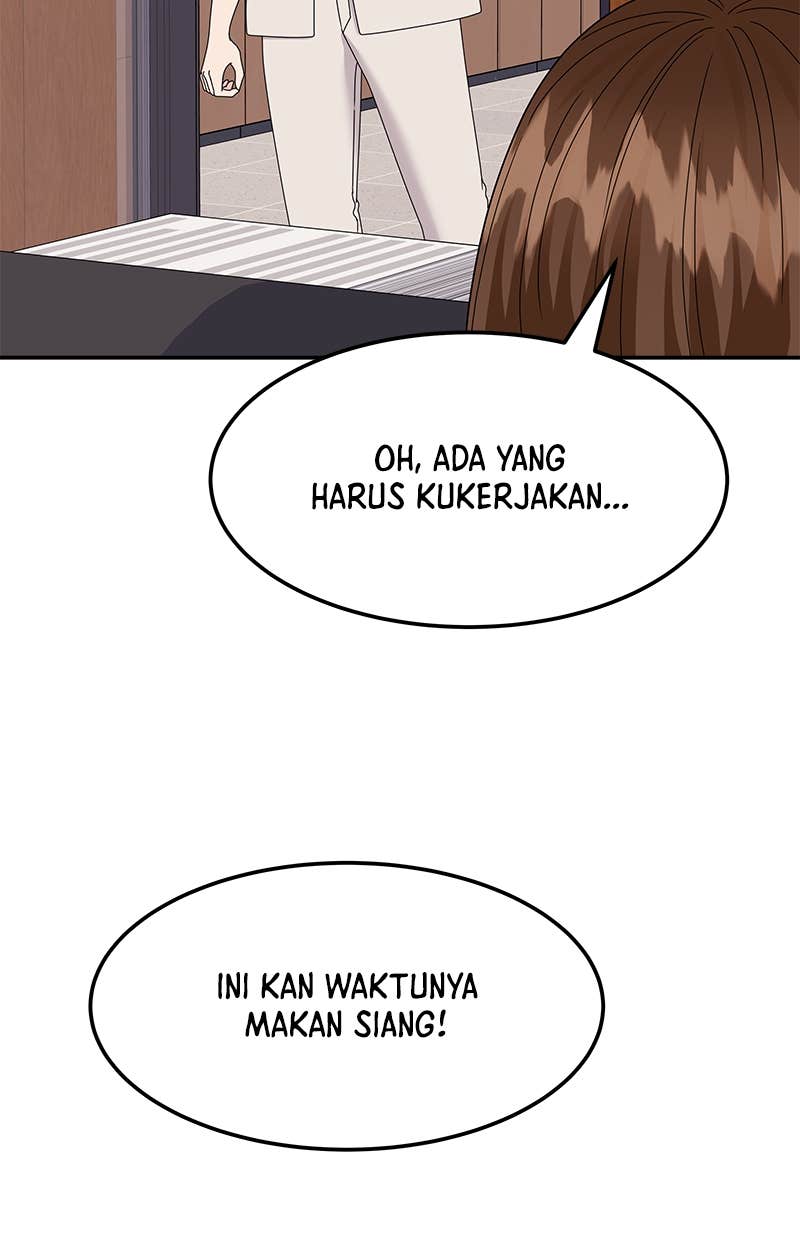 OH, ADA YANG
HARUS KUKERJAKAN...
INI KAN WAKTUNYA
MAKAN SIANG!